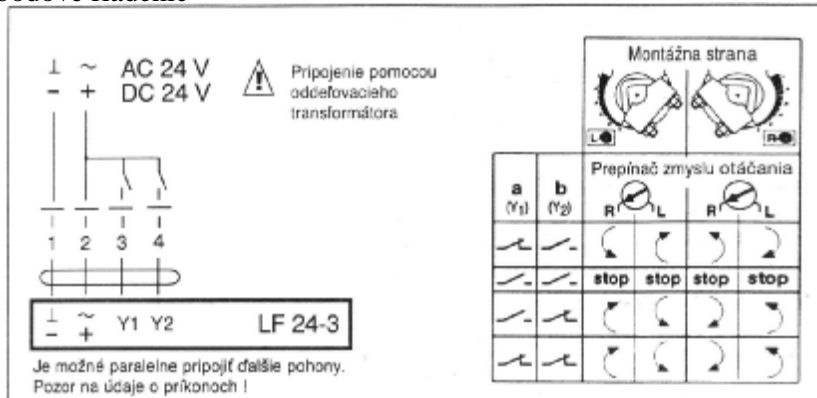 bodové riadenie
⊥ ~ AC 24 V
− + DC 24 V
Pripojenie pomocou
oddeľovacieho
transformátora
1 2 3 4
⊥ ~ Y1 Y2 LF 24-3
− +
Je možné paralelne pripojiť ďalšie pohony.
Pozor na údaje o príkonoch !
Montážna strana
L R
Prepínač zmyslu otáčania
a b
(Y1) (Y2)
R L R L
stop stop stop stop